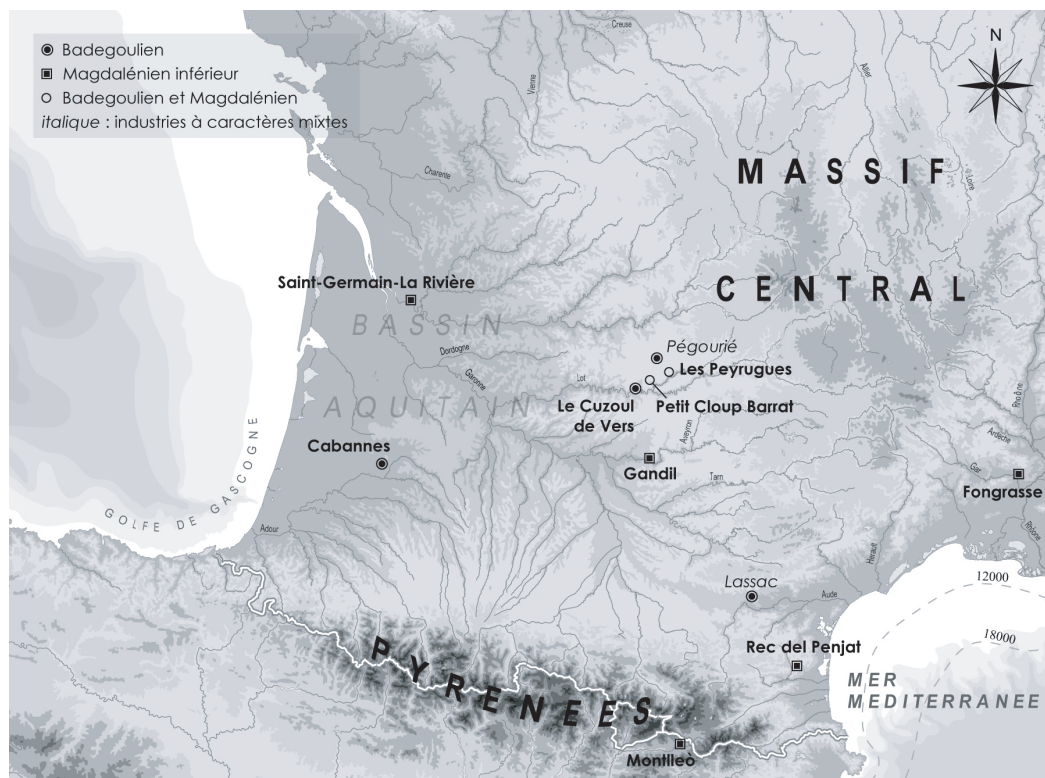 Badegoulien
Magdalénien inférieur
Badegoulien et Magdalénien
italique : industries à caractères mixtes
N
Creuse
Vienne
Allier
Loire
Charente
MASSIF
CENTRAL
Saint-Germain-La Rivière
BASSIN
AQUITAIN
Dordogne
Garonne
Pégourié
Les Peyrugues
Lot
Le Cuzoul
de Vers
Petit Cloup Barrat
Aveyron
Cabannes
Gandil
Tarn
Rhône
Ardèche
Gar
Fongrasse
Rhône
GOLFE DE GASCOGNE
Adour
Hérault
Lassac
Aude
12000
18000
Rec del Penjat
MER
MEDITERRANEE
PYRENEES
Montlleò